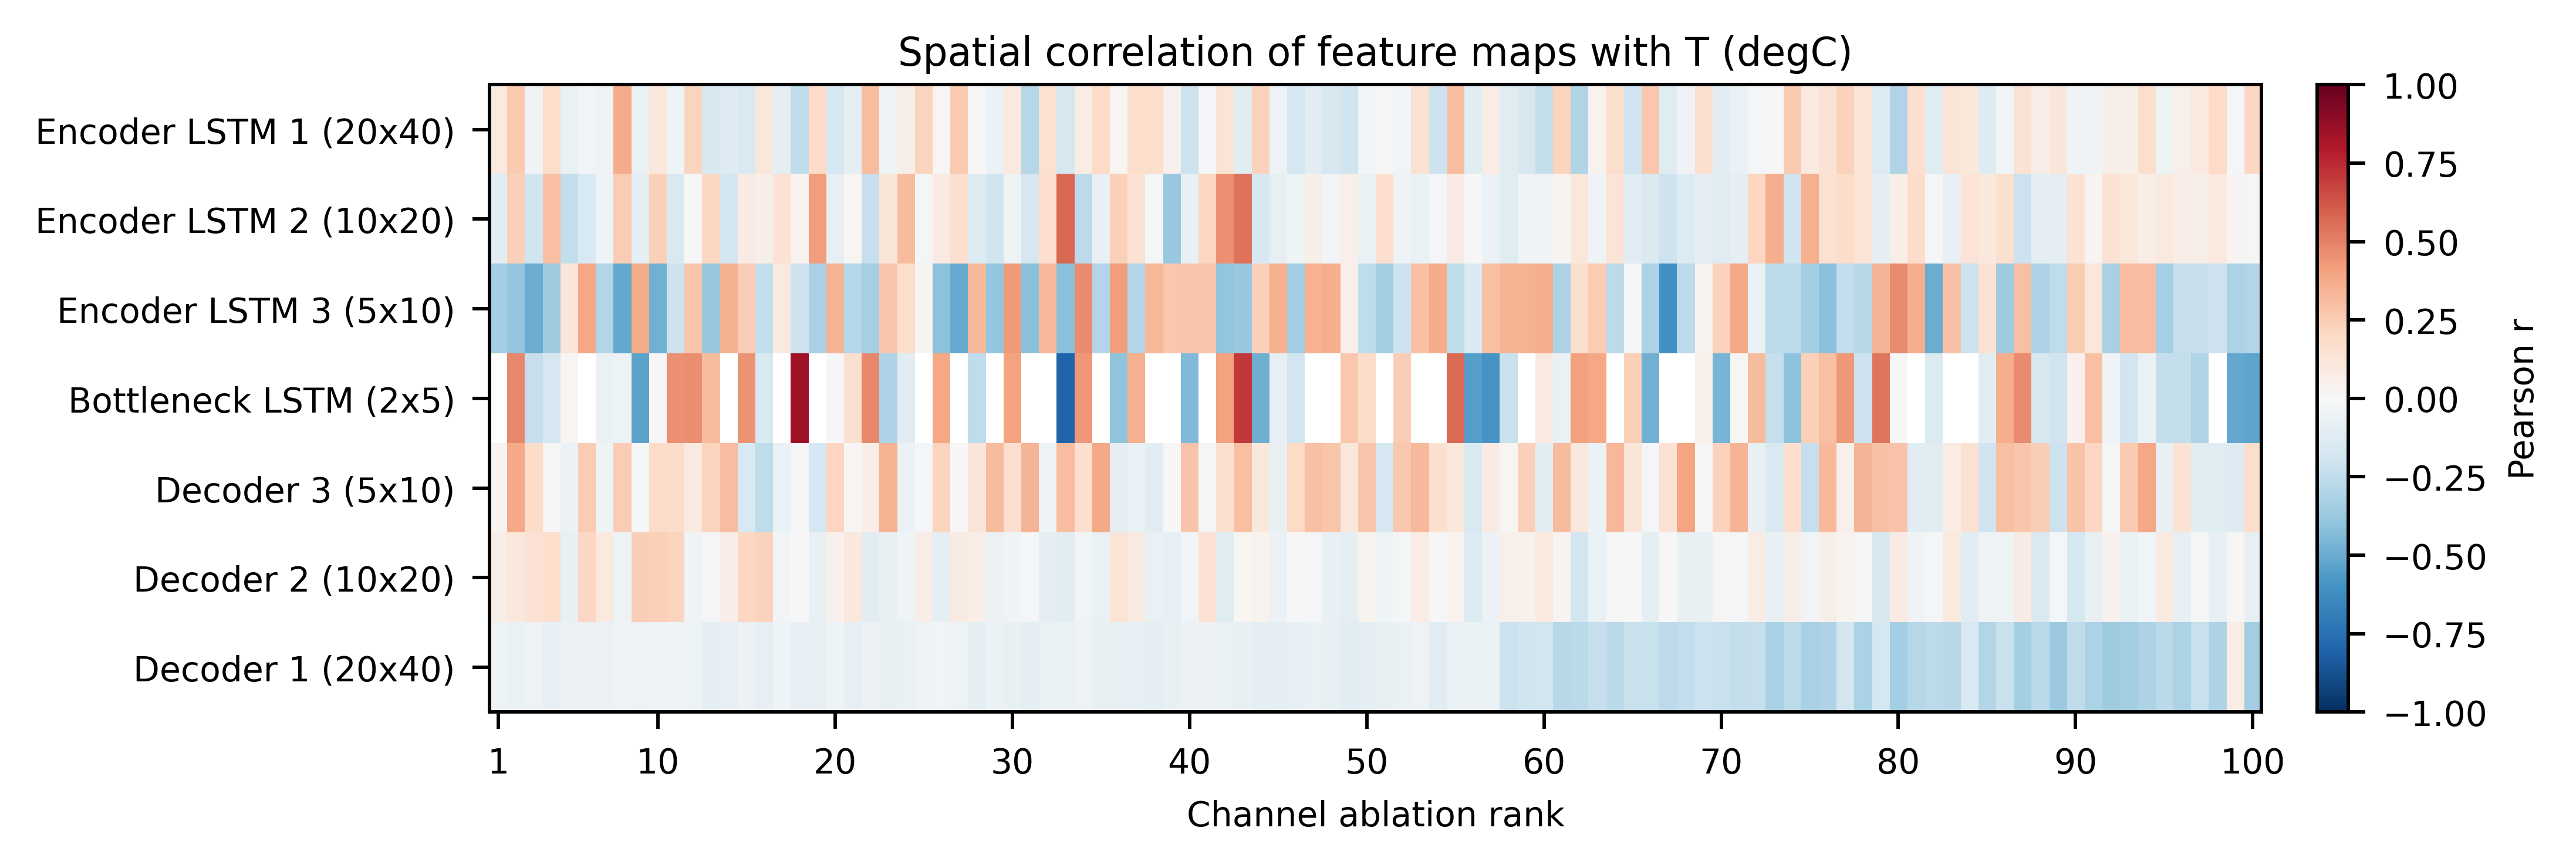 Spatial correlation of feature maps with T (degC)
Encoder LSTM 1 (20x40)
Encoder LSTM 2 (10x20)
Encoder LSTM 3 (5x10)
Bottleneck LSTM (2x5)
Decoder 3 (5x10)
Decoder 2 (10x20)
Decoder 1 (20x40)
1 10 20 30 40 50 60 70 80 90 100
Channel ablation rank
1.00
0.75
0.50
0.25
0.00
−0.25
−0.50
−0.75
−1.00
Pearson r